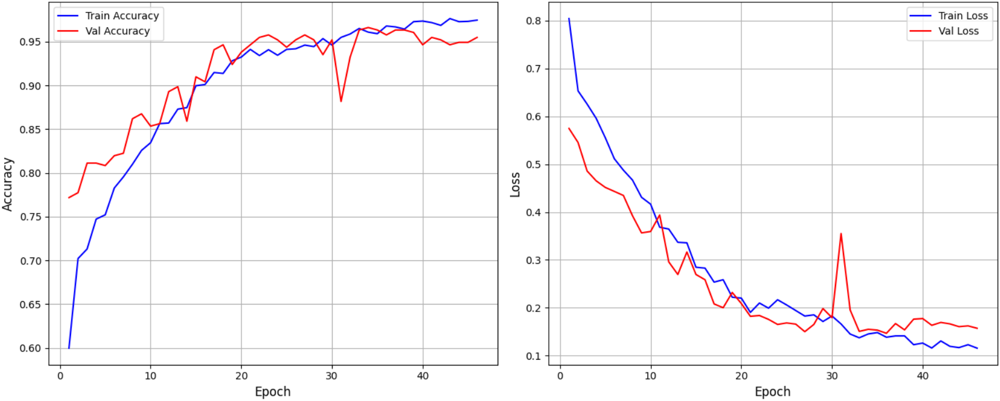 Train Accuracy
Val Accuracy
0.95
0.90
0.85
0.80
0.75
0.70
0.65
0.60
Accuracy
0 10 20 30 40
Epoch
Train Loss
Val Loss
0.8
0.7
0.6
0.5
0.4
0.3
0.2
0.1
Loss
0 10 20 30 40
Epoch